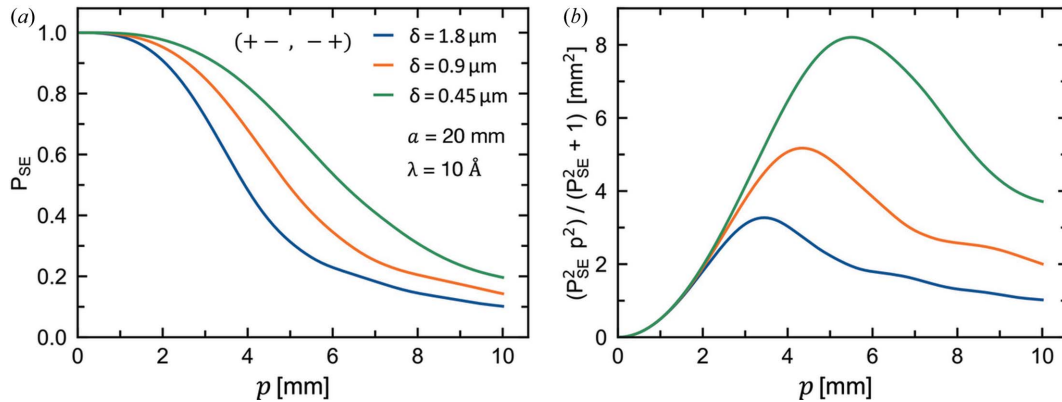 (a)
1.0
0.8
0.6
0.4
0.2
0.0
P_SE
0 2 4 6 8 10
p [mm]
(+ − , − +)
δ = 1.8 μm
δ = 0.9 μm
δ = 0.45 μm
a = 20 mm
λ = 10 Å
(b)
8
6
4
2
0
(P²_SE p²) / (P²_SE + 1) [mm²]
0 2 4 6 8 10
p [mm]